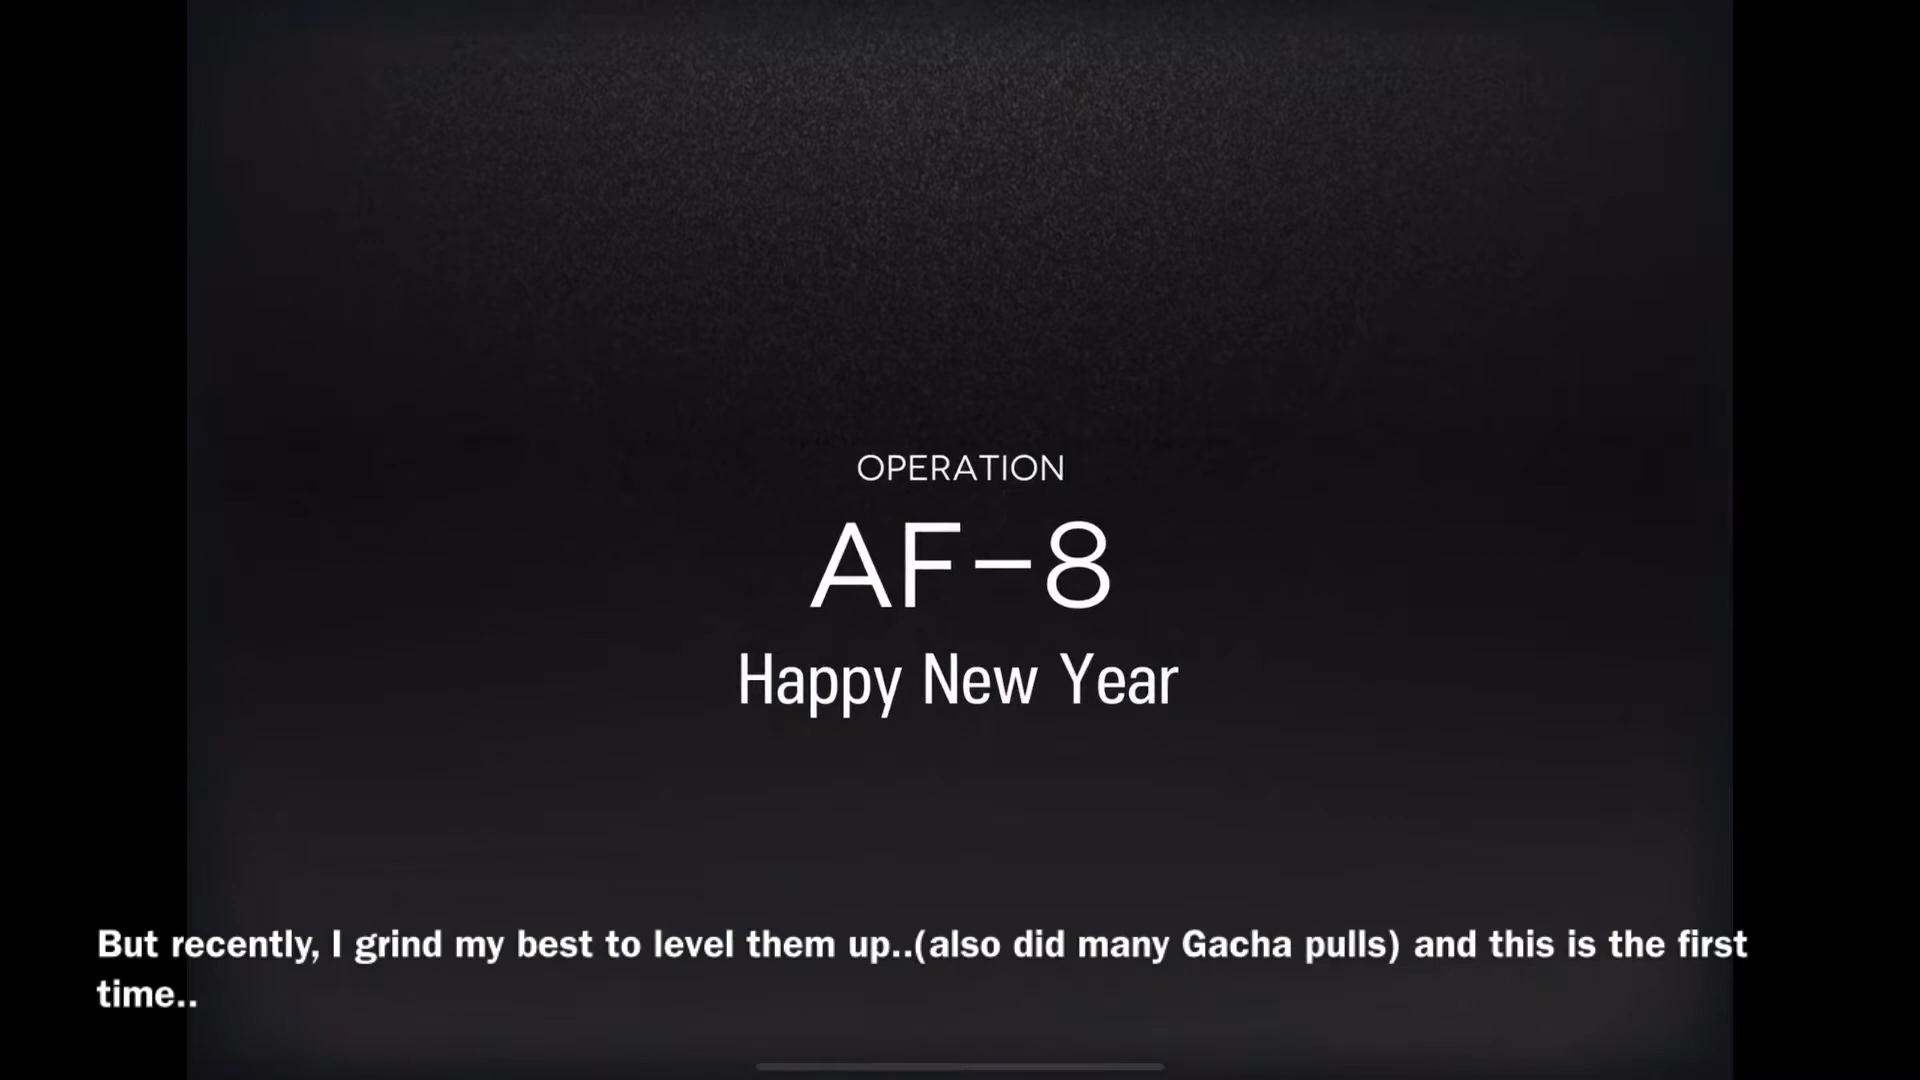 OPERATION
AF-8
Happy New Year
But recently, I grind my best to level them up..(also did many Gacha pulls) and this is the first
time..